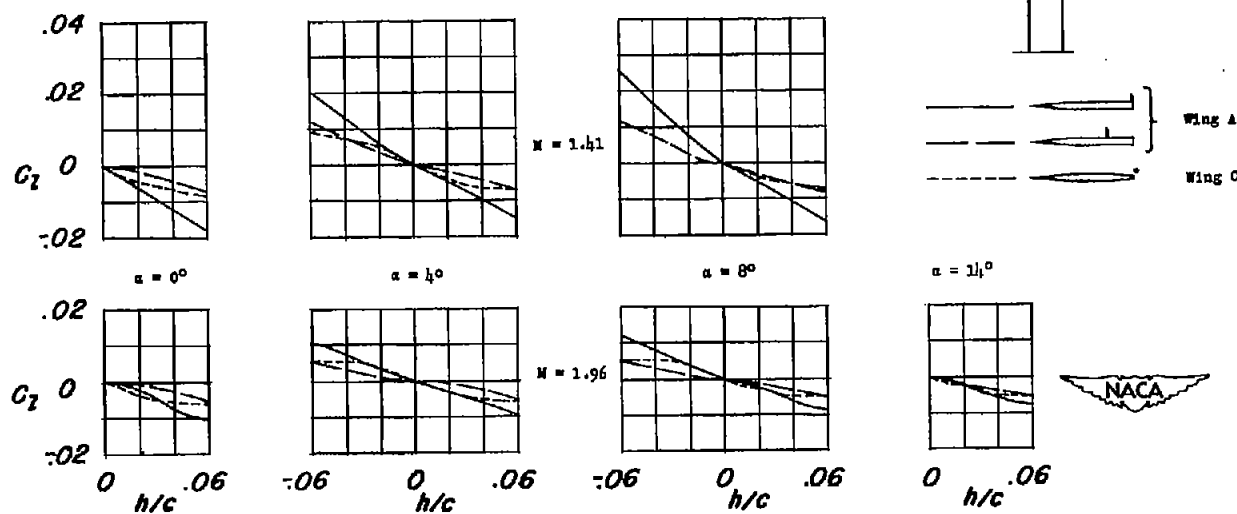 .04
.02
0
-.02
C_l
M = 1.41
Wing A
Wing C
α = 0°
α = 4°
α = 8°
α = 14°
.02
0
-.02
C_l
M = 1.96
NACA
0 .06
-.06 0 .06
-.06 0 .06
0 .06
h/c
h/c
h/c
h/c